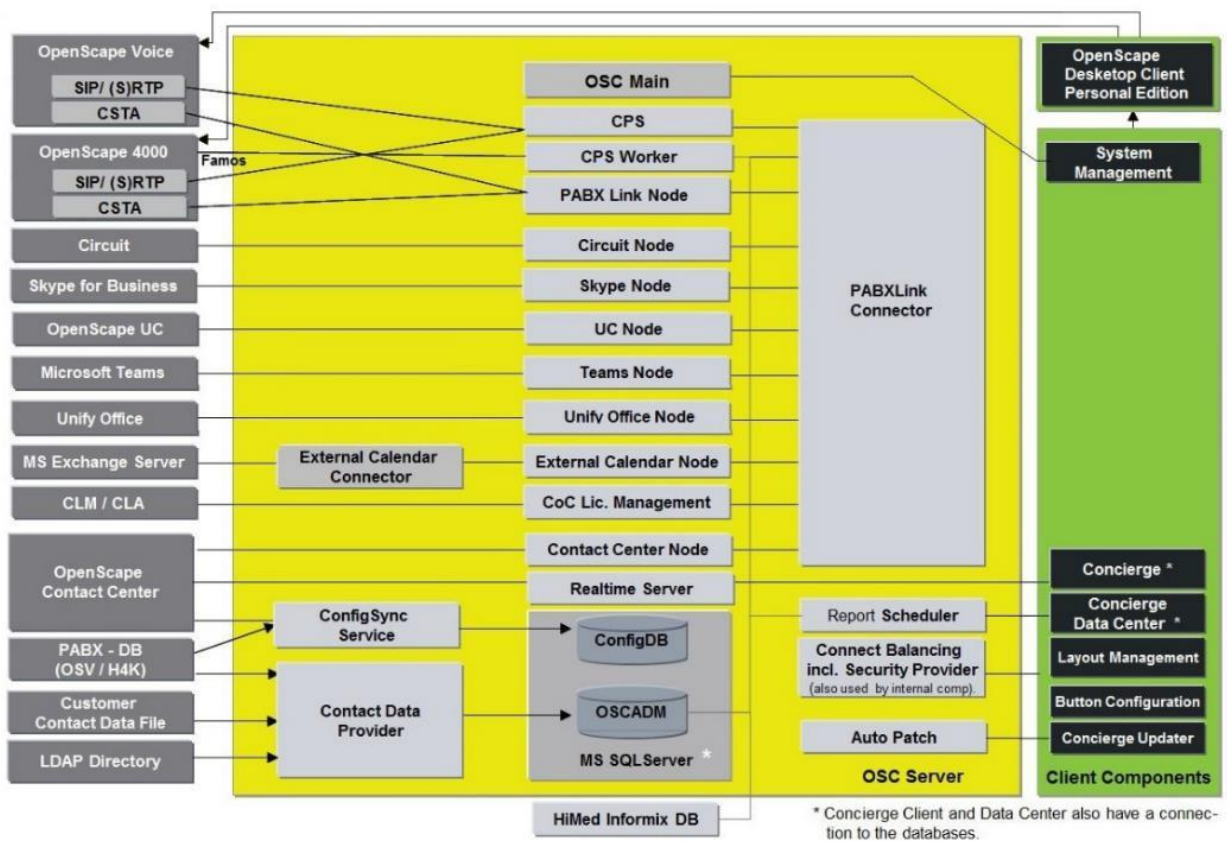 OpenScape Voice
SIP/ (S)RTP
CSTA
OpenScape 4000
Famos
SIP/ (S)RTP
CSTA
Circuit
Skype for Business
OpenScape UC
Microsoft Teams
Unify Office
MS Exchange Server
CLM / CLA
OpenScape
Contact Center
PABX - DB
(OSV / H4K)
Customer
Contact Data File
LDAP Directory
External Calendar
Connector
ConfigSync
Service
Contact Data
Provider
OSC Main
CPS
CPS Worker
PABX Link Node
Circuit Node
Skype Node
UC Node
Teams Node
Unify Office Node
External Calendar Node
CoC Lic. Management
Contact Center Node
Realtime Server
ConfigDB
OSCADM
MS SQLServer *
HiMed Informix DB
PABXLink
Connector
Report Scheduler
Connect Balancing
incl. Security Provider
(also used by internal comp).
Auto Patch
OSC Server
OpenScape
Desketop Client
Personal Edition
System
Management
Concierge *
Concierge
Data Center *
Layout Management
Button Configuration
Concierge Updater
Client Components
* Concierge Client and Data Center also have a connec-
tion to the databases.